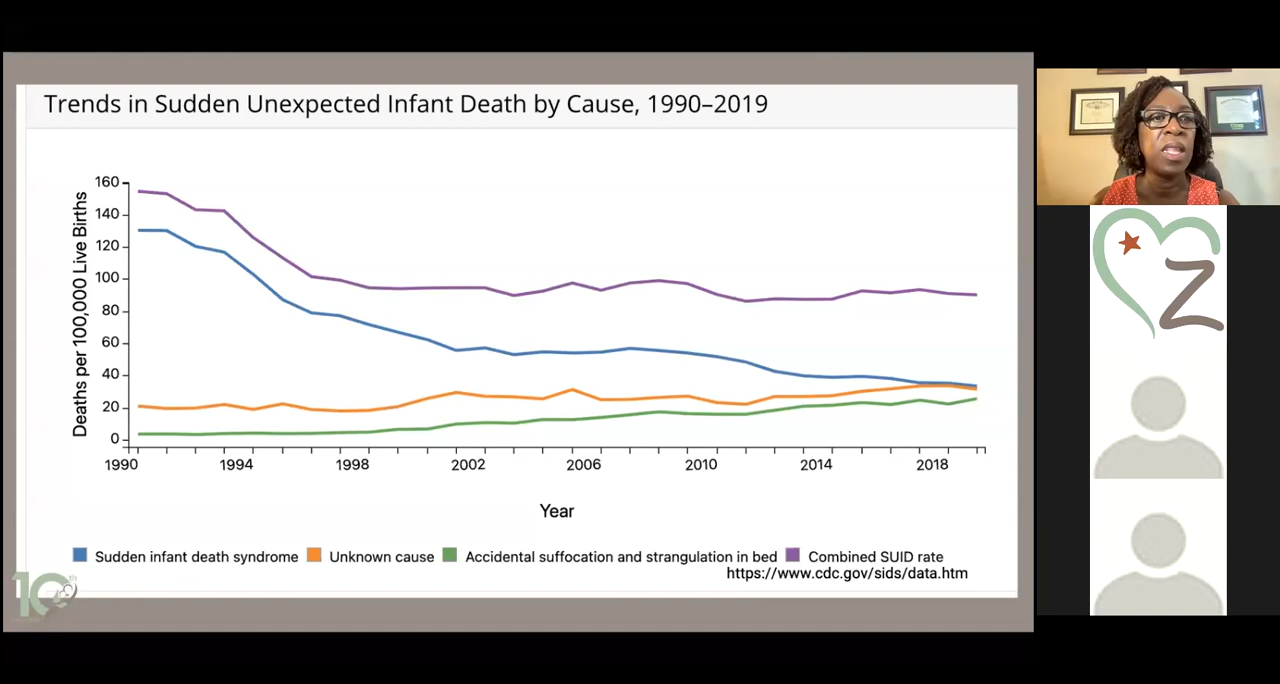 Trends in Sudden Unexpected Infant Death by Cause, 1990–2019
Deaths per 100,000 Live Births
160
140
120
100
80
60
40
20
0
1990 1994 1998 2002 2006 2010 2014 2018
Year
Sudden infant death syndrome Unknown cause Accidental suffocation and strangulation in bed Combined SUID rate
https://www.cdc.gov/sids/data.htm
10th
Z